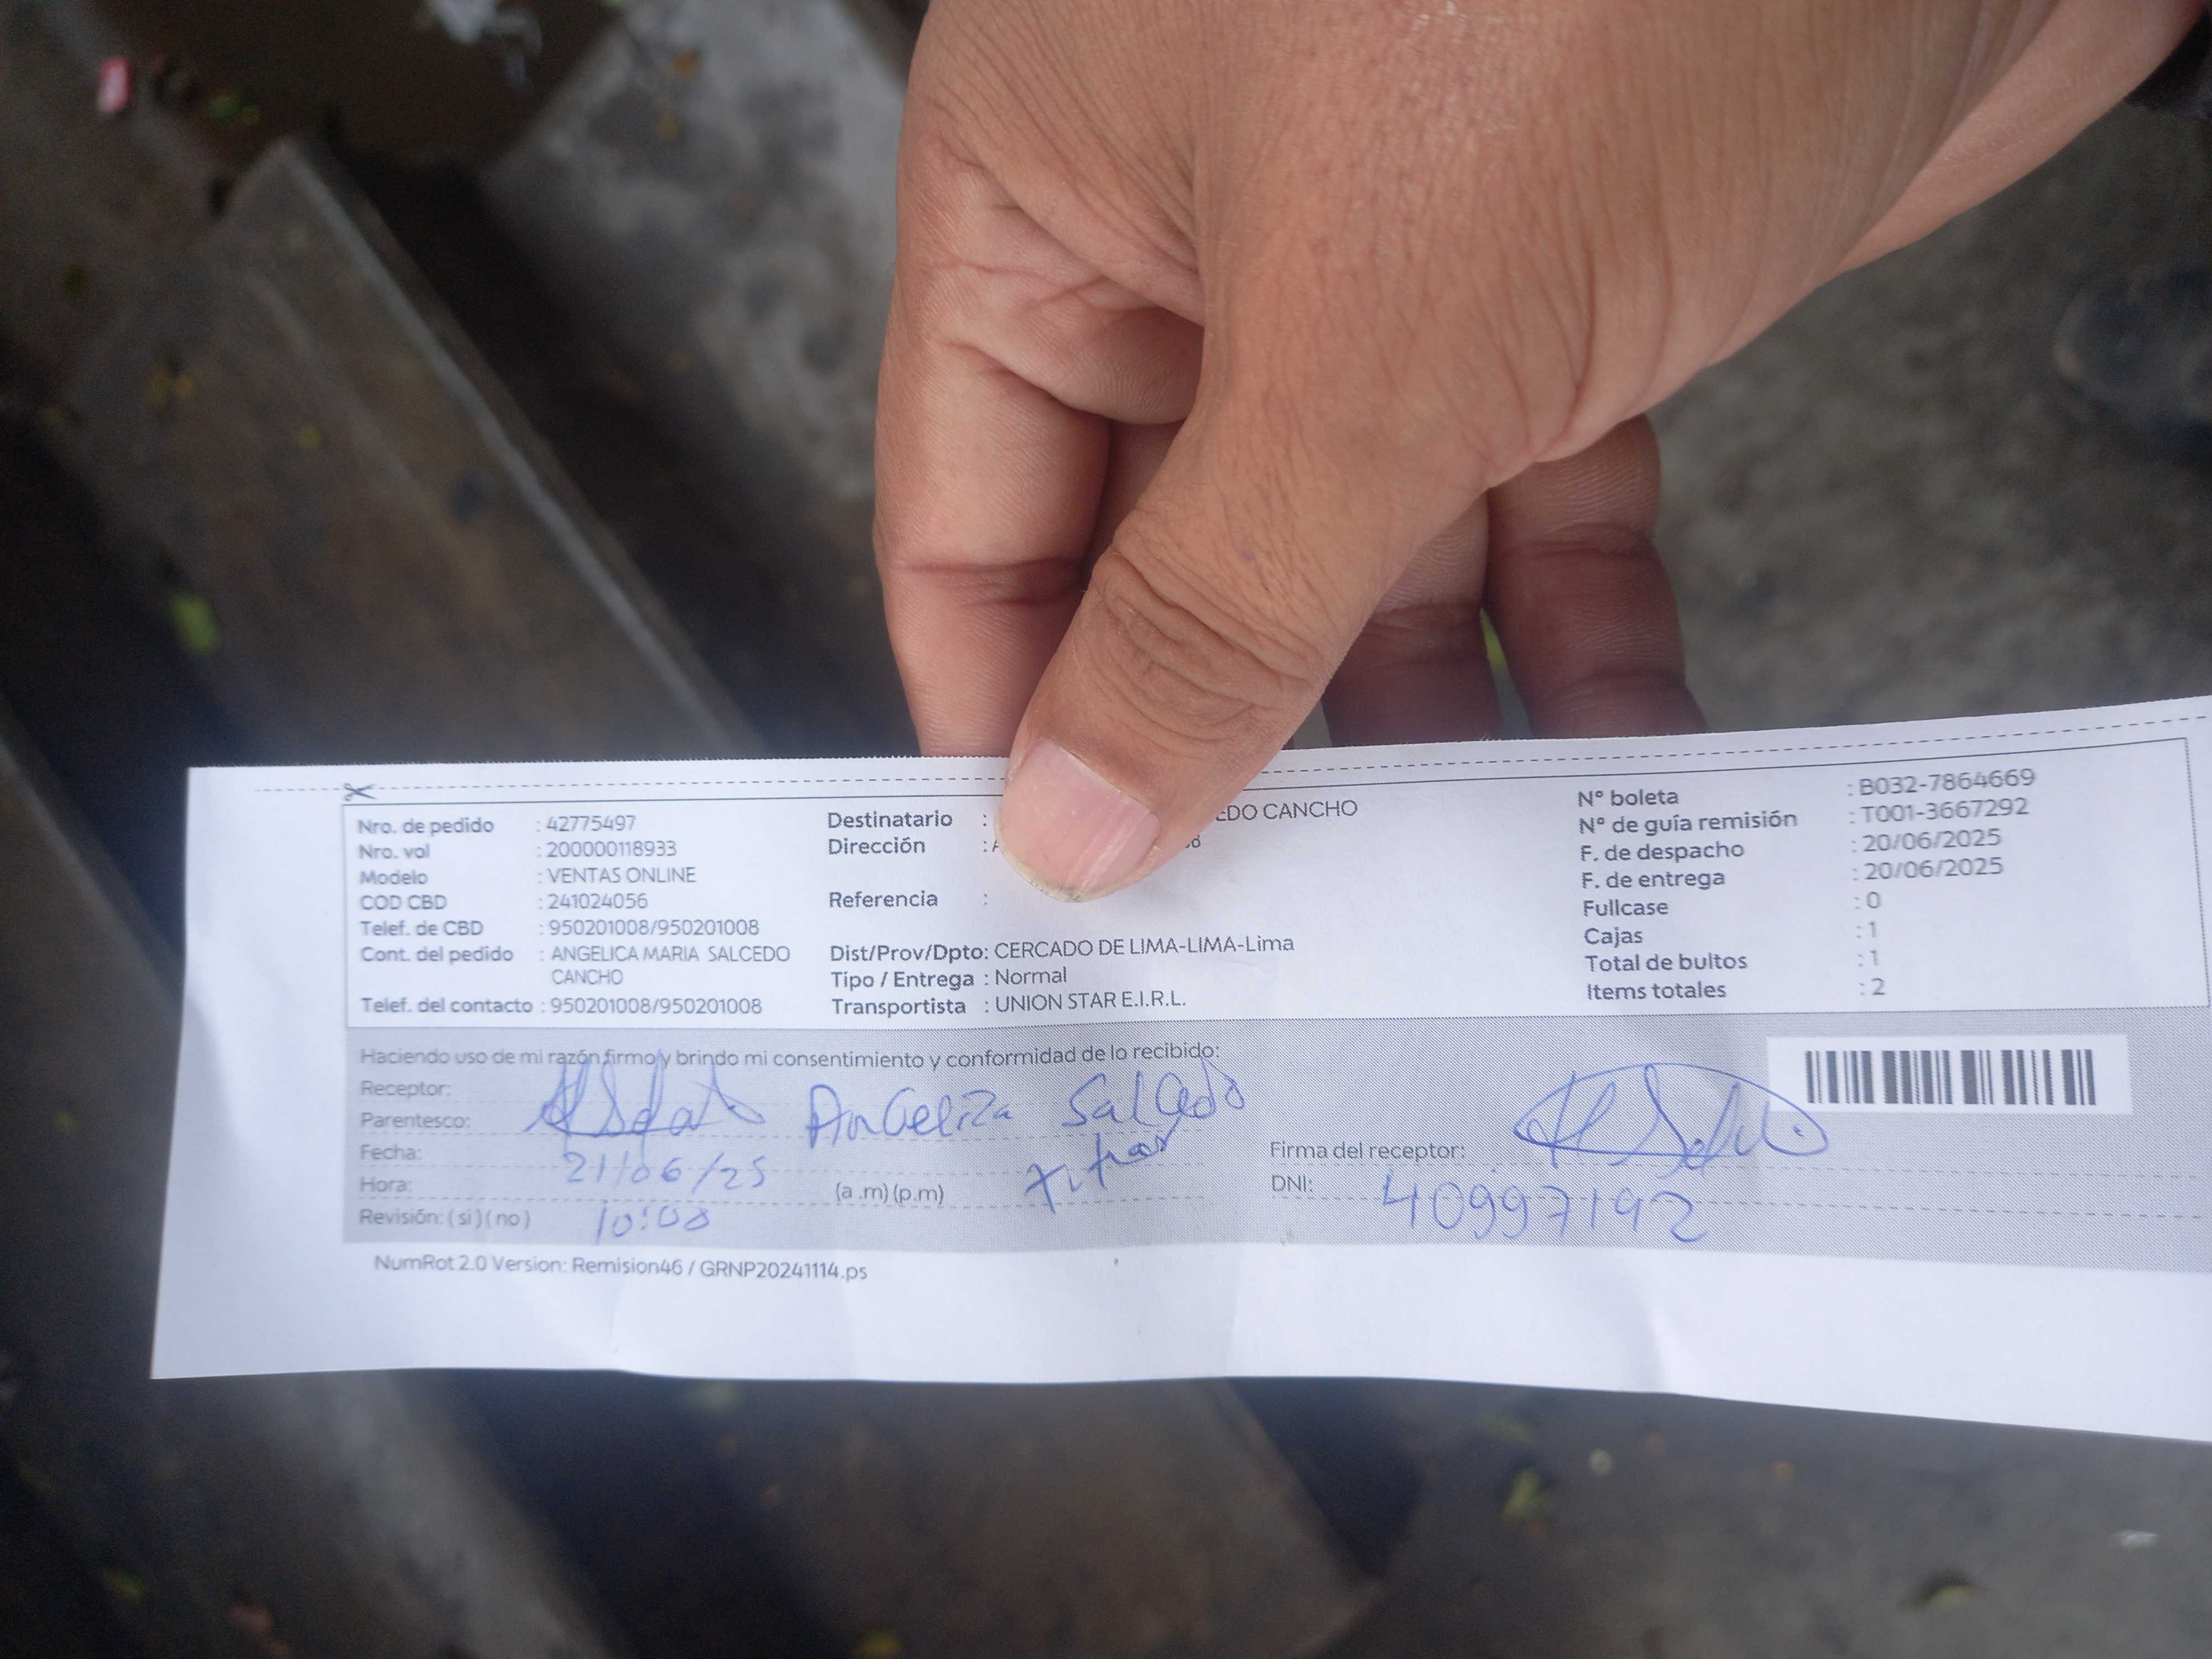 Nro. de pedido : 42775497
Nro. vol : 200000118933
Modelo : VENTAS ONLINE
COD CBD : 241024056
Telef. de CBD : 950201008/950201008
Cont. del pedido : ANGELICA MARIA SALCEDO
CANCHO
Telef. del contacto : 950201008/950201008
Destinatario : EDO CANCHO
Dirección :
Referencia :
Dist/Prov/Dpto: CERCADO DE LIMA-LIMA-Lima
Tipo / Entrega : Normal
Transportista : UNION STAR E.I.R.L.
Nº boleta : B032-7864669
Nº de guía remisión : T001-3667292
F. de despacho : 20/06/2025
F. de entrega : 20/06/2025
Fullcase : 0
Cajas : 1
Total de bultos : 1
Items totales : 2
Haciendo uso de mi razón firmo y brindo mi consentimiento y conformidad de lo recibido:
Receptor:
Parentesco: Angeliza Salcedo
Fecha: 21/06/25
Hora: (a .m) (p.m)
Revisión: ( si ) ( no ) 10:08
Firma del receptor:
DNI: 40997192
NumRot 2.0 Version: Remision46 / GRNP20241114.ps